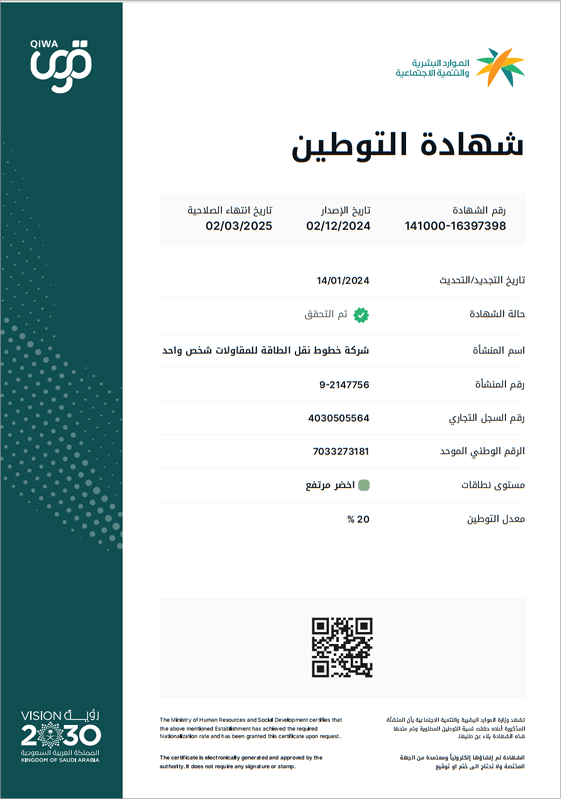 QIWA
قوى
الموارد البشرية
والتنمية الاجتماعية
شهادة التوطين
رقم الشهادة تاريخ الإصدار تاريخ انتهاء الصلاحية
141000-16397398 02/12/2024 02/03/2025
تاريخ التجديد/التحديث 14/01/2024
حالة الشهادة تم التحقق
اسم المنشأة شركة خطوط نقل الطاقة للمقاولات شخص واحد
رقم المنشأة 9-2147756
رقم السجل التجاري 4030505564
الرقم الوطني الموحد 7033273181
مستوى نطاقات اخضر مرتفع
معدل التوطين 20 %
تشهد وزارة الموارد البشرية والتنمية الاجتماعية بأن المنشأة
المذكورة أعلاه حققت نسبة التوطين المطلوبة وتم منحها
هذه الشهادة بناء على طلبها.
الشهادة تم إنشاؤها إلكترونياً ومعتمدة من الجهة
المختصة ولا تحتاج الى ختم او توقيع
The Ministry of Human Resources and Social Development certifies that
the above mentioned Establishment has achieved the required
Nationalization rate and has been granted this certificate upon request.
The certificate is electronically generated and approved by the
authority. It does not require any signature or stamp.
VISION رؤيـــة
2030
المملكة العربية السعودية
KINGDOM OF SAUDI ARABIA